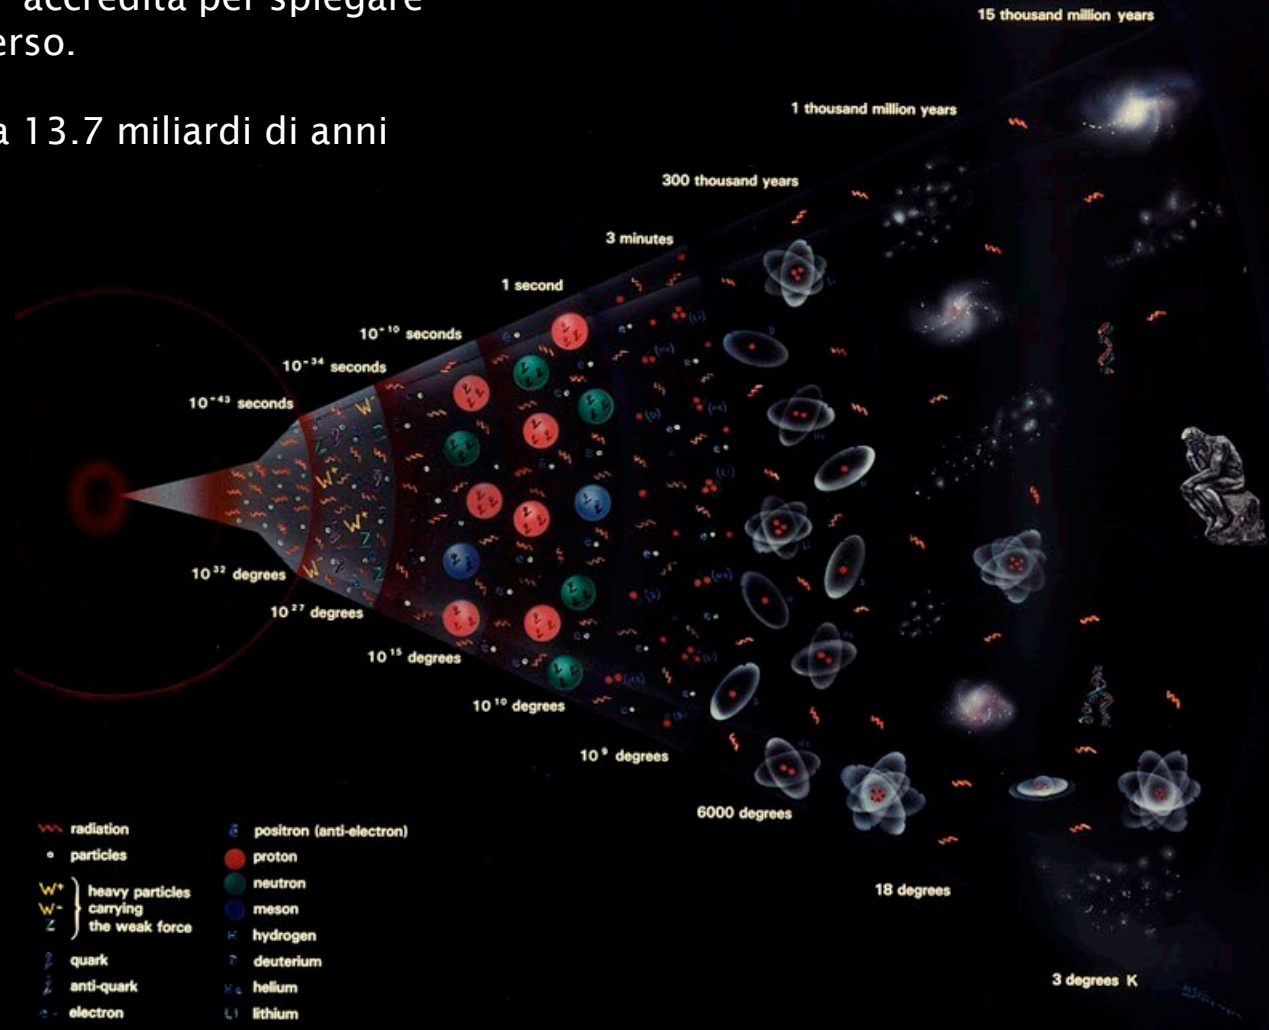 accredita per spiegare
erso.
a 13.7 miliardi di anni
15 thousand million years
1 thousand million years
300 thousand years
3 minutes
1 second
10⁻¹⁰ seconds
10⁻³⁴ seconds
10⁻⁴³ seconds
10³² degrees
10²⁷ degrees
10¹⁵ degrees
10¹⁰ degrees
10⁹ degrees
6000 degrees
18 degrees
3 degrees K
radiation
particles
W+
W-
Z
heavy particles
carrying
the weak force
quark
anti-quark
electron
positron (anti-electron)
proton
neutron
meson
hydrogen
deuterium
helium
lithium